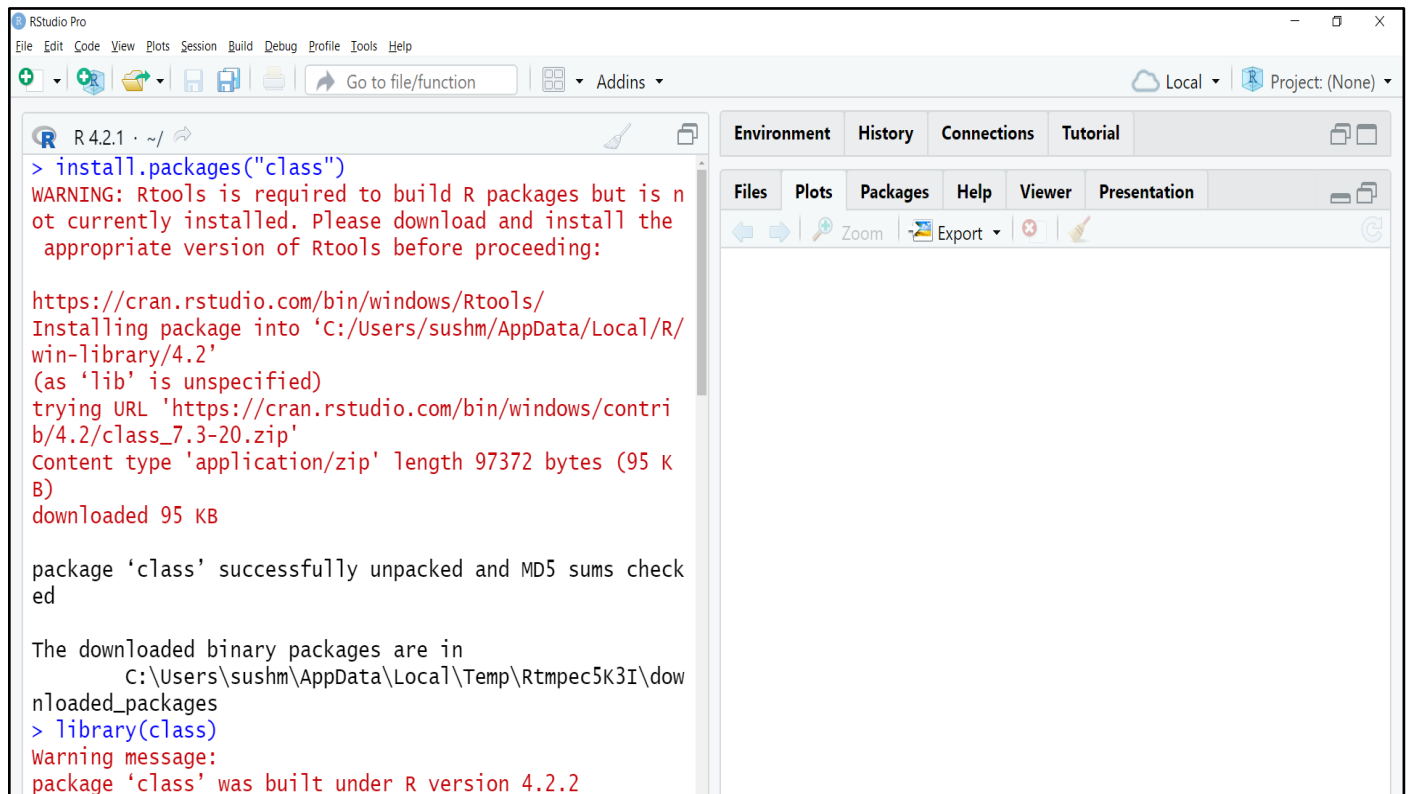 RStudio Pro
File Edit Code View Plots Session Build Debug Profile Tools Help
Go to file/function Addins Local Project: (None)
R 4.2.1 · ~/
> install.packages("class")
WARNING: Rtools is required to build R packages but is n
ot currently installed. Please download and install the
 appropriate version of Rtools before proceeding:

https://cran.rstudio.com/bin/windows/Rtools/
Installing package into ‘C:/Users/sushm/AppData/Local/R/
win-library/4.2’
(as ‘lib’ is unspecified)
trying URL 'https://cran.rstudio.com/bin/windows/contri
b/4.2/class_7.3-20.zip'
Content type 'application/zip' length 97372 bytes (95 K
B)
downloaded 95 KB

package ‘class’ successfully unpacked and MD5 sums check
ed

The downloaded binary packages are in
        C:\Users\sushm\AppData\Local\Temp\Rtmpec5K3I\dow
nloaded_packages
> library(class)
Warning message:
package ‘class’ was built under R version 4.2.2
Environment History Connections Tutorial
Files Plots Packages Help Viewer Presentation
Zoom Export